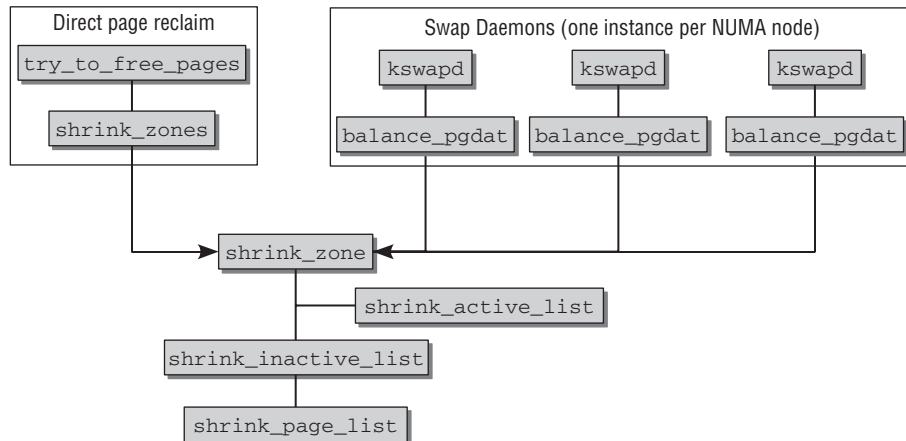 Direct page reclaim
try_to_free_pages
shrink_zones
Swap Daemons (one instance per NUMA node)
kswapd kswapd kswapd
balance_pgdat balance_pgdat balance_pgdat
shrink_zone
shrink_active_list
shrink_inactive_list
shrink_page_list